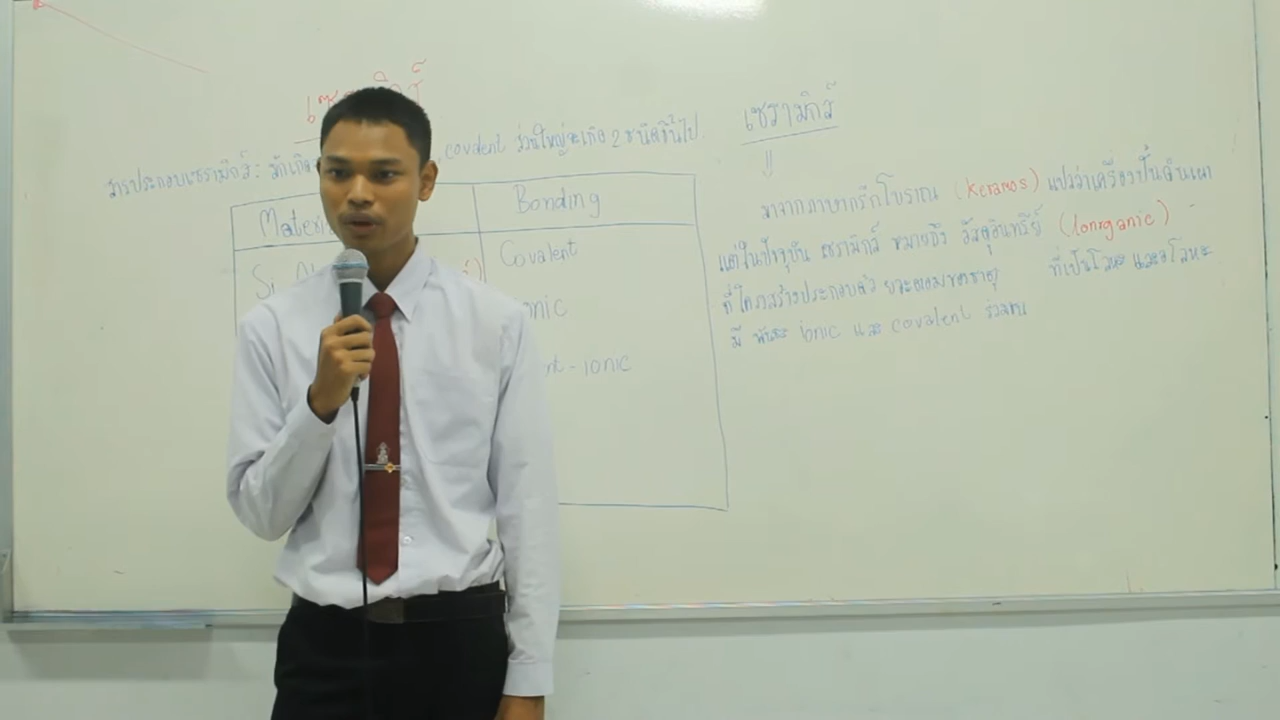 เซรามิกส์
สารประกอบเซรามิกส์ : มักเกิด covalent ส่วนใหญ่จะเกิด 2 ชนิดขึ้นไป
Bonding
Covalent
เซรามิกส์
⇓
มาจากภาษากรีกโบราณ (Keramos) แปลว่าเครื่องปั้นดินเผา
แต่ในปัจจุบัน เซรามิกส์ หมายถึง วัสดุอินทรีย์ (Ionrganic)
ที่โครงสร้างประกอบด้วย ของธาตุ ที่เป็นโลหะ และอโลหะ
มี พันธะ ionic และ covalent ร่วมกัน